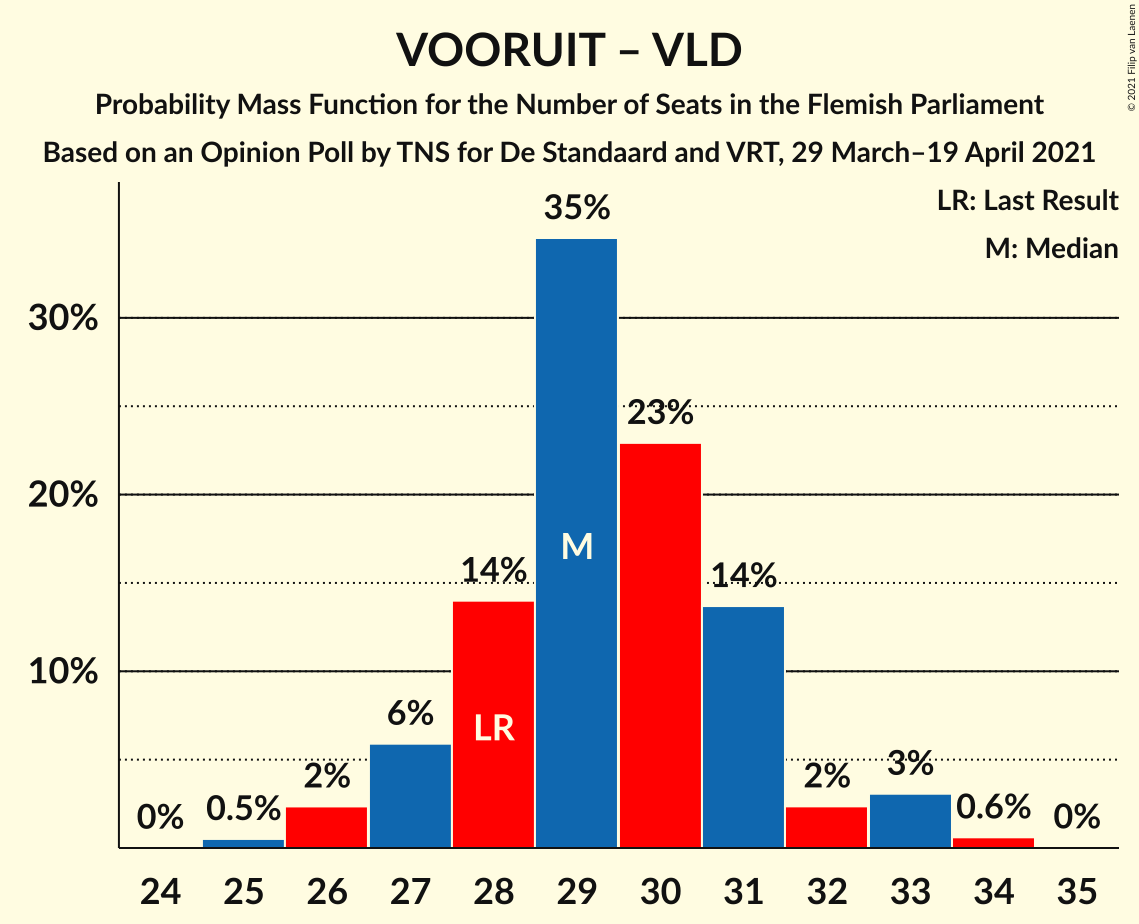 VOORUIT – VLD
Probability Mass Function for the Number of Seats in the Flemish Parliament
Based on an Opinion Poll by TNS for De Standaard and VRT, 29 March–19 April 2021
© 2021 Filip van Laenen
LR: Last Result
M: Median
30%
20%
10%
0%
0.5%
2%
6%
14%
35%
23%
14%
2%
3%
0.6%
0%
LR
M
24 25 26 27 28 29 30 31 32 33 34 35